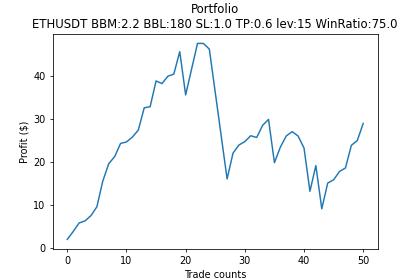 Portfolio
ETHUSDT BBM:2.2 BBL:180 SL:1.0 TP:0.6 lev:15 WinRatio:75.0
Profit ($)
40
30
20
10
0
0 10 20 30 40 50
Trade counts